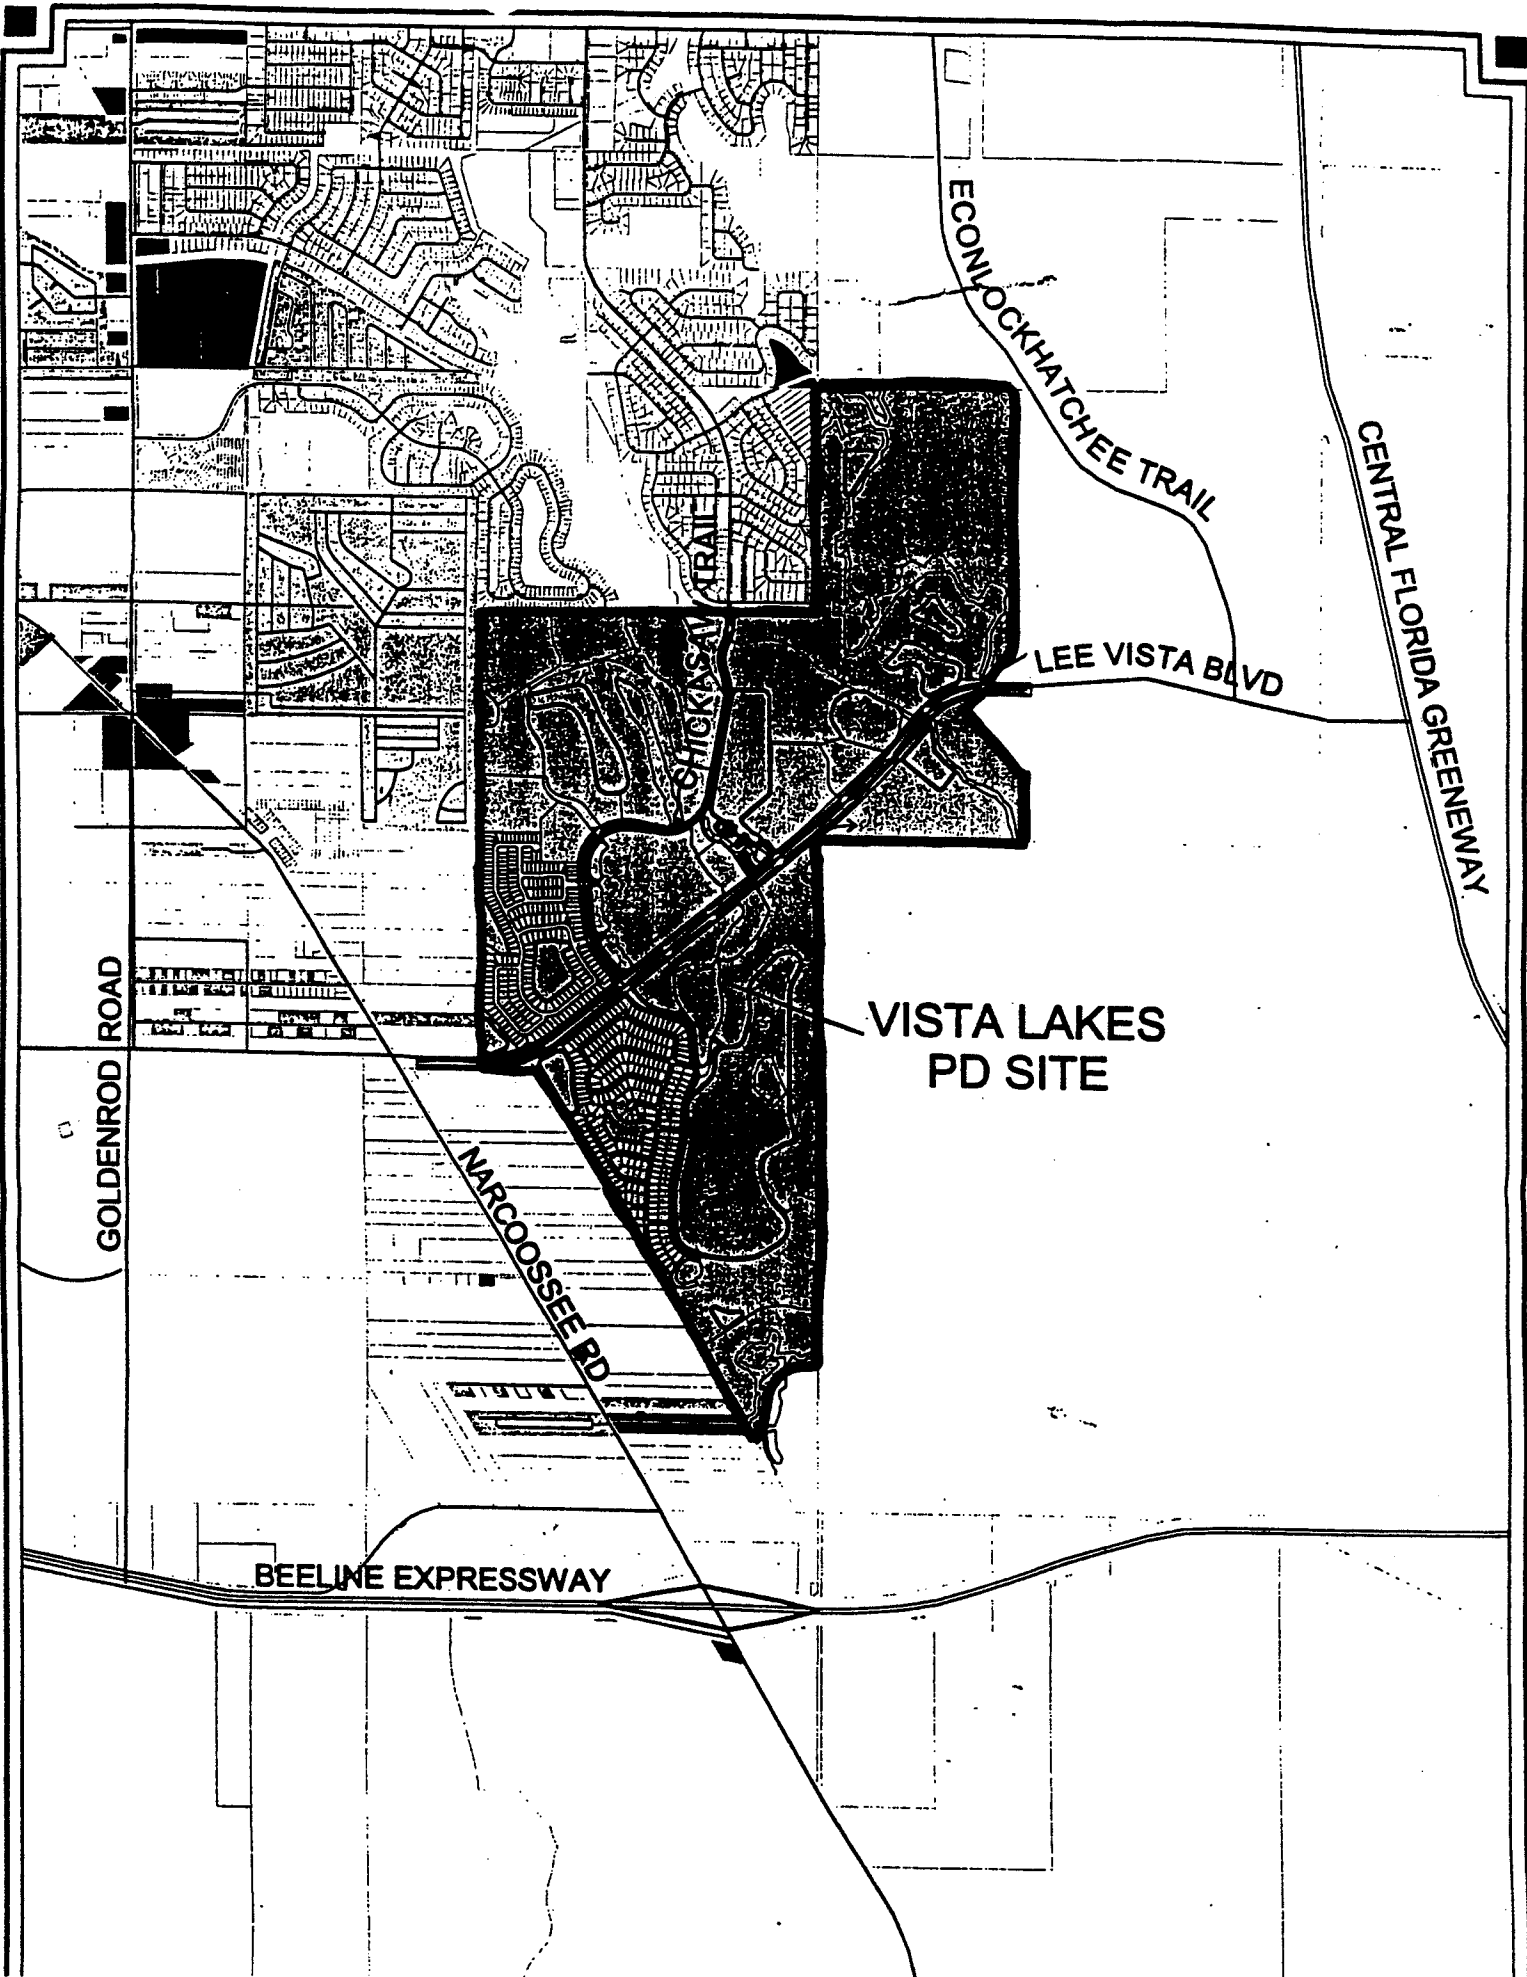 ECONLOCKHATCHEE TRAIL
CENTRAL FLORIDA GREENEWAY
CHICKASAW TRAIL
LEE VISTA BLVD
VISTA LAKES
PD SITE
GOLDENROD ROAD
NARCOOSSEE RD
BEELINE EXPRESSWAY